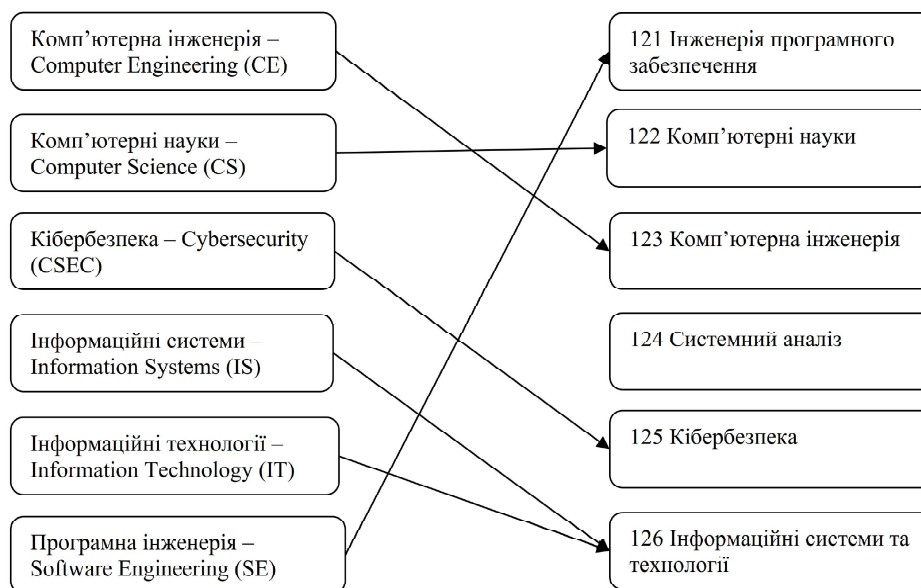 Комп’ютерна інженерія –
Computer Engineering (CE)
Комп’ютерні науки –
Computer Science (CS)
Кібербезпека – Cybersecurity
(CSEC)
Інформаційні системи –
Information Systems (IS)
Інформаційні технології –
Information Technology (IT)
Програмна інженерія –
Software Engineering (SE)
121 Інженерія програмного
забезпечення
122 Комп’ютерні науки
123 Комп’ютерна інженерія
124 Системний аналіз
125 Кібербезпека
126 Інформаційні системи та
технології